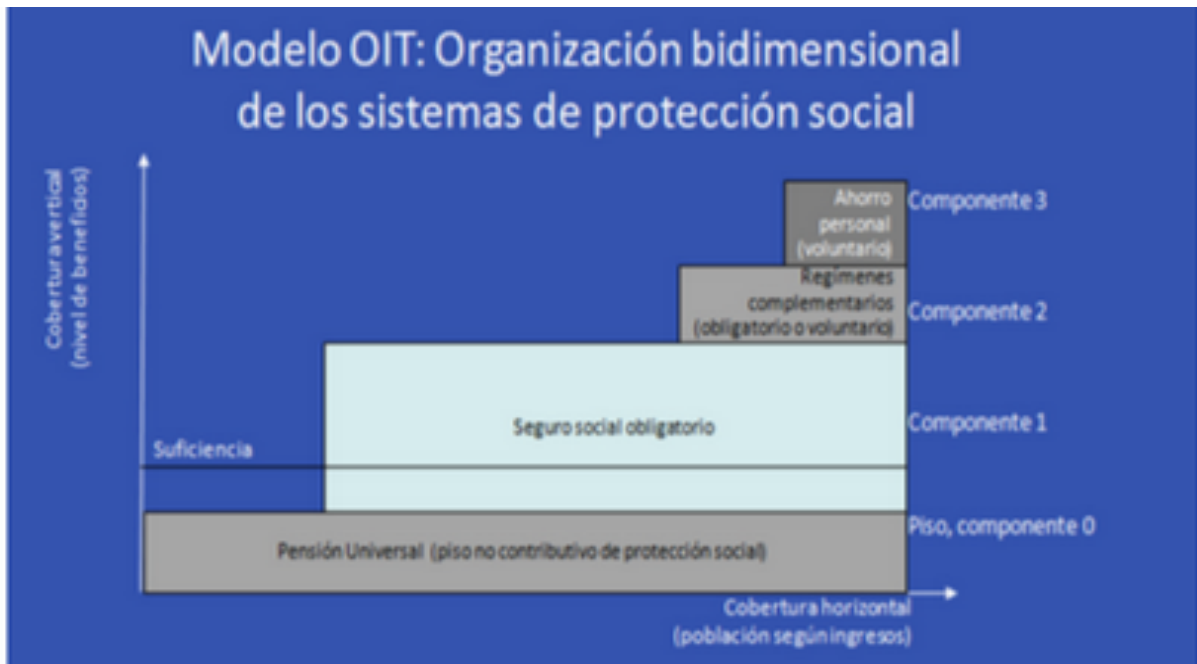 Modelo OIT: Organización bidimensional
de los sistemas de protección social
Cobertura vertical
(nivel de benefidos)
Ahorro
personal
(voluntario)
Componente 3
Regímenes
complementarios
(obligatorio o voluntario)
Componente 2
Seguro social obligatorio
Componente 1
Suficiencia
Pensión Universal (piso no contributivo de protección social)
Piso, componente 0
Cobertura horizontal
(población según ingresos)